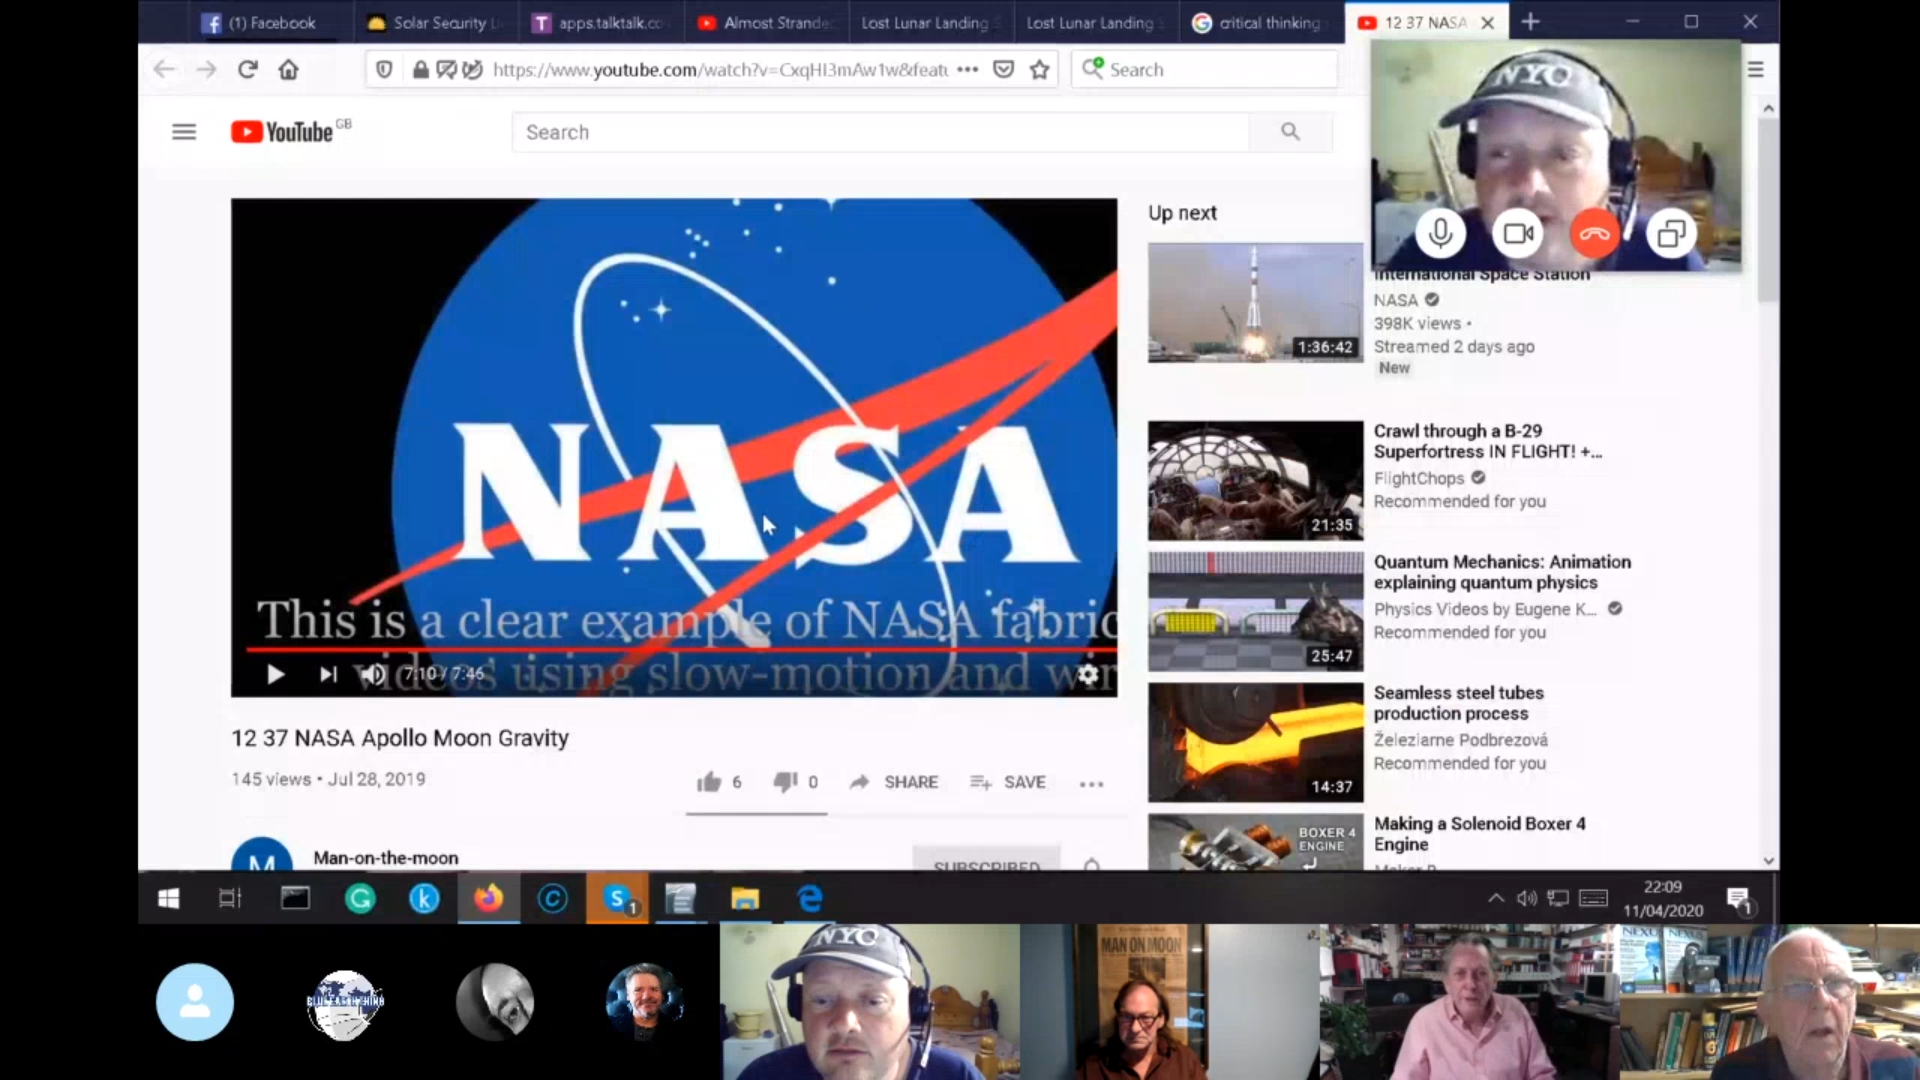 (1) Facebook
Solar Security Li
apps.talktalk.co
Almost Strande
Lost Lunar Landing S
Lost Lunar Landing S
critical thinking
12 37 NASA
https://www.youtube.com/watch?v=CxqHI3mAw1w&featu
Search
NYC
YouTube GB
Search
Up next
International Space Station
NASA
398K views •
Streamed 2 days ago
New
1:36:42
NASA
This is a clear example of NASA fabric
videos using slow-motion and wir
7:10 / 7:46
Crawl through a B-29
Superfortress IN FLIGHT! +...
FlightChops
Recommended for you
21:35
Quantum Mechanics: Animation
explaining quantum physics
Physics Videos by Eugene K...
Recommended for you
25:47
Seamless steel tubes
production process
Železiarne Podbrezová
Recommended for you
14:37
12 37 NASA Apollo Moon Gravity
145 views • Jul 28, 2019
6
0
SHARE
SAVE
Making a Solenoid Boxer 4
Engine
BOXER 4
ENGINE
M
Man-on-the-moon
SUBSCRIBED
1
22:09
11/04/2020
1
NYC
MAN ON MOON
NEXUS
NEXUS